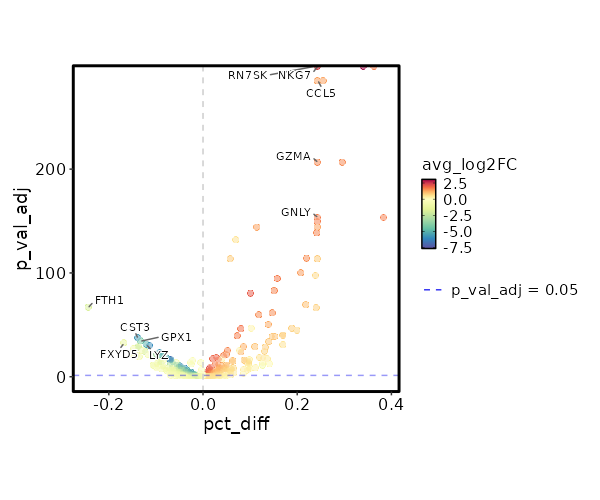 RN7SK
NKG7
CCL5
GZMA
GNLY
FTH1
CST3
GPX1
FXYD5
LYZ
p_val_adj
200
100
0
-0.2
0.0
0.2
0.4
pct_diff
avg_log2FC
2.5
0.0
-2.5
-5.0
-7.5
p_val_adj = 0.05